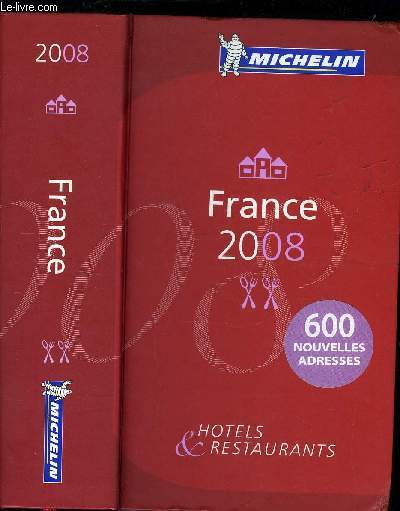 Le-livre.com
2008
France
MICHELIN
MICHELIN
France
2008
600
NOUVELLES
ADRESSES
HOTELS
& RESTAURANTS